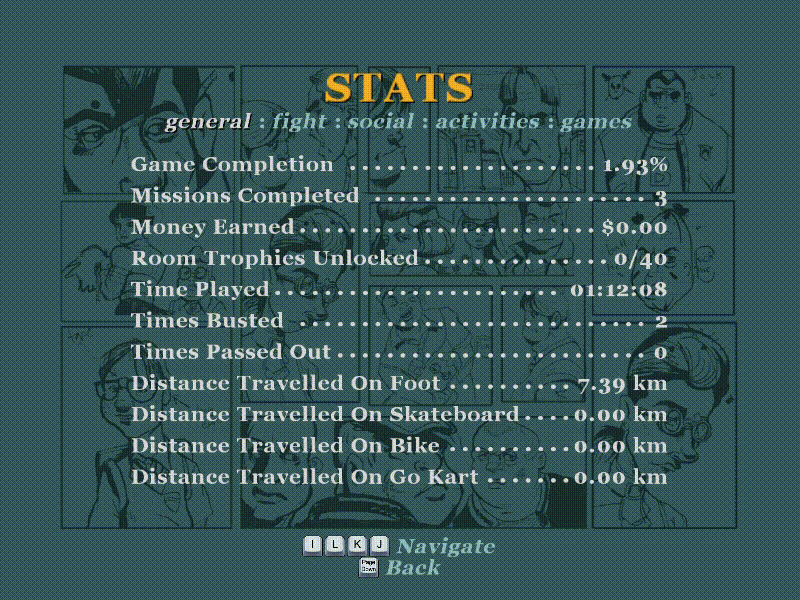 STATS
general : fight : social : activities : games
Game Completion . . . . . . . . . . . . . . . . . . . 1.93%
Missions Completed . . . . . . . . . . . . . . . . . . . . . 3
Money Earned . . . . . . . . . . . . . . . . . . . . . . . $0.00
Room Trophies Unlocked . . . . . . . . . . . . . . 0/40
Time Played . . . . . . . . . . . . . . . . . . . . . . 01:12:08
Times Busted . . . . . . . . . . . . . . . . . . . . . . . . . . . 2
Times Passed Out . . . . . . . . . . . . . . . . . . . . . . . . 0
Distance Travelled On Foot . . . . . . . . . . 7.39 km
Distance Travelled On Skateboard . . . . 0.00 km
Distance Travelled On Bike . . . . . . . . . . 0.00 km
Distance Travelled On Go Kart . . . . . . . 0.00 km
I L K J Navigate
Page Down Back